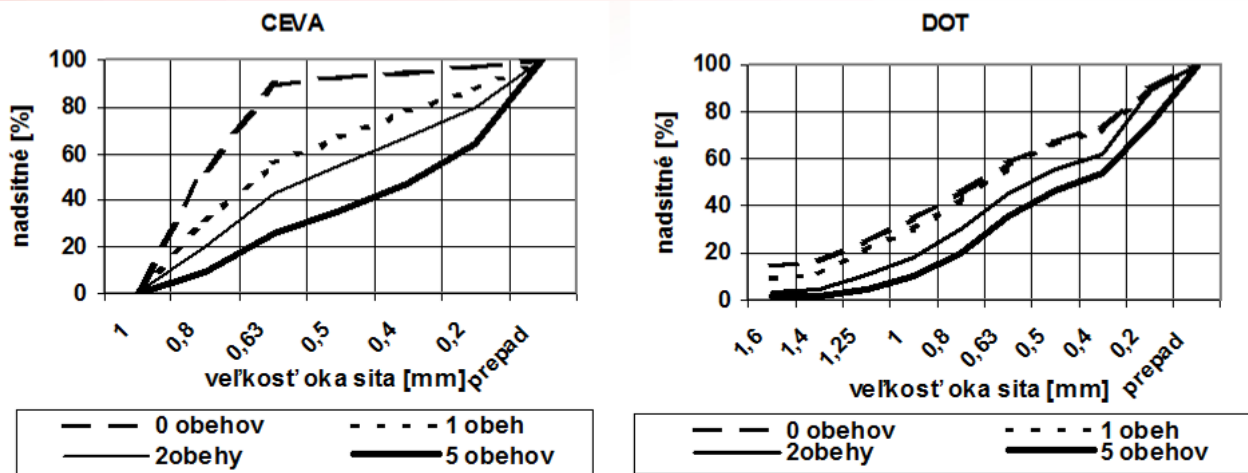 CEVA
nadsitné [%]
100
80
60
40
20
0
1
0,8
0,63
0,5
0,4
0,2
prepad
veľkosť oka sita [mm]
0 obehov
1 obeh
2obehy
5 obehov
DOT
nadsitné [%]
100
80
60
40
20
0
1,6
1,4
1,25
1
0,8
0,63
0,5
0,4
0,2
prepad
veľkosť oka sita [mm]
0 obehov
1 obeh
2obehy
5 obehov